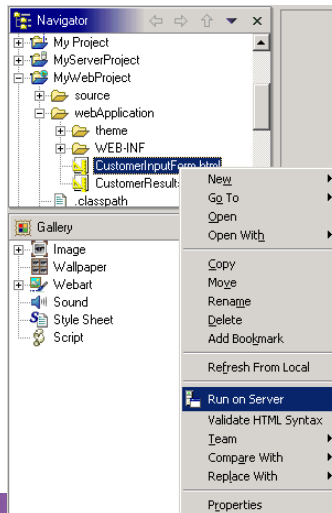 Navigator
My Project
MyServerProject
MyWebProject
source
webApplication
theme
WEB-INF
CustomerInputForm.html
CustomerResults
.classpath
Gallery
Image
Wallpaper
Webart
Sound
Style Sheet
Script
New
Go To
Open
Open With
Copy
Move
Rename
Delete
Add Bookmark
Refresh From Local
Run on Server
Validate HTML Syntax
Team
Compare With
Replace With
Properties